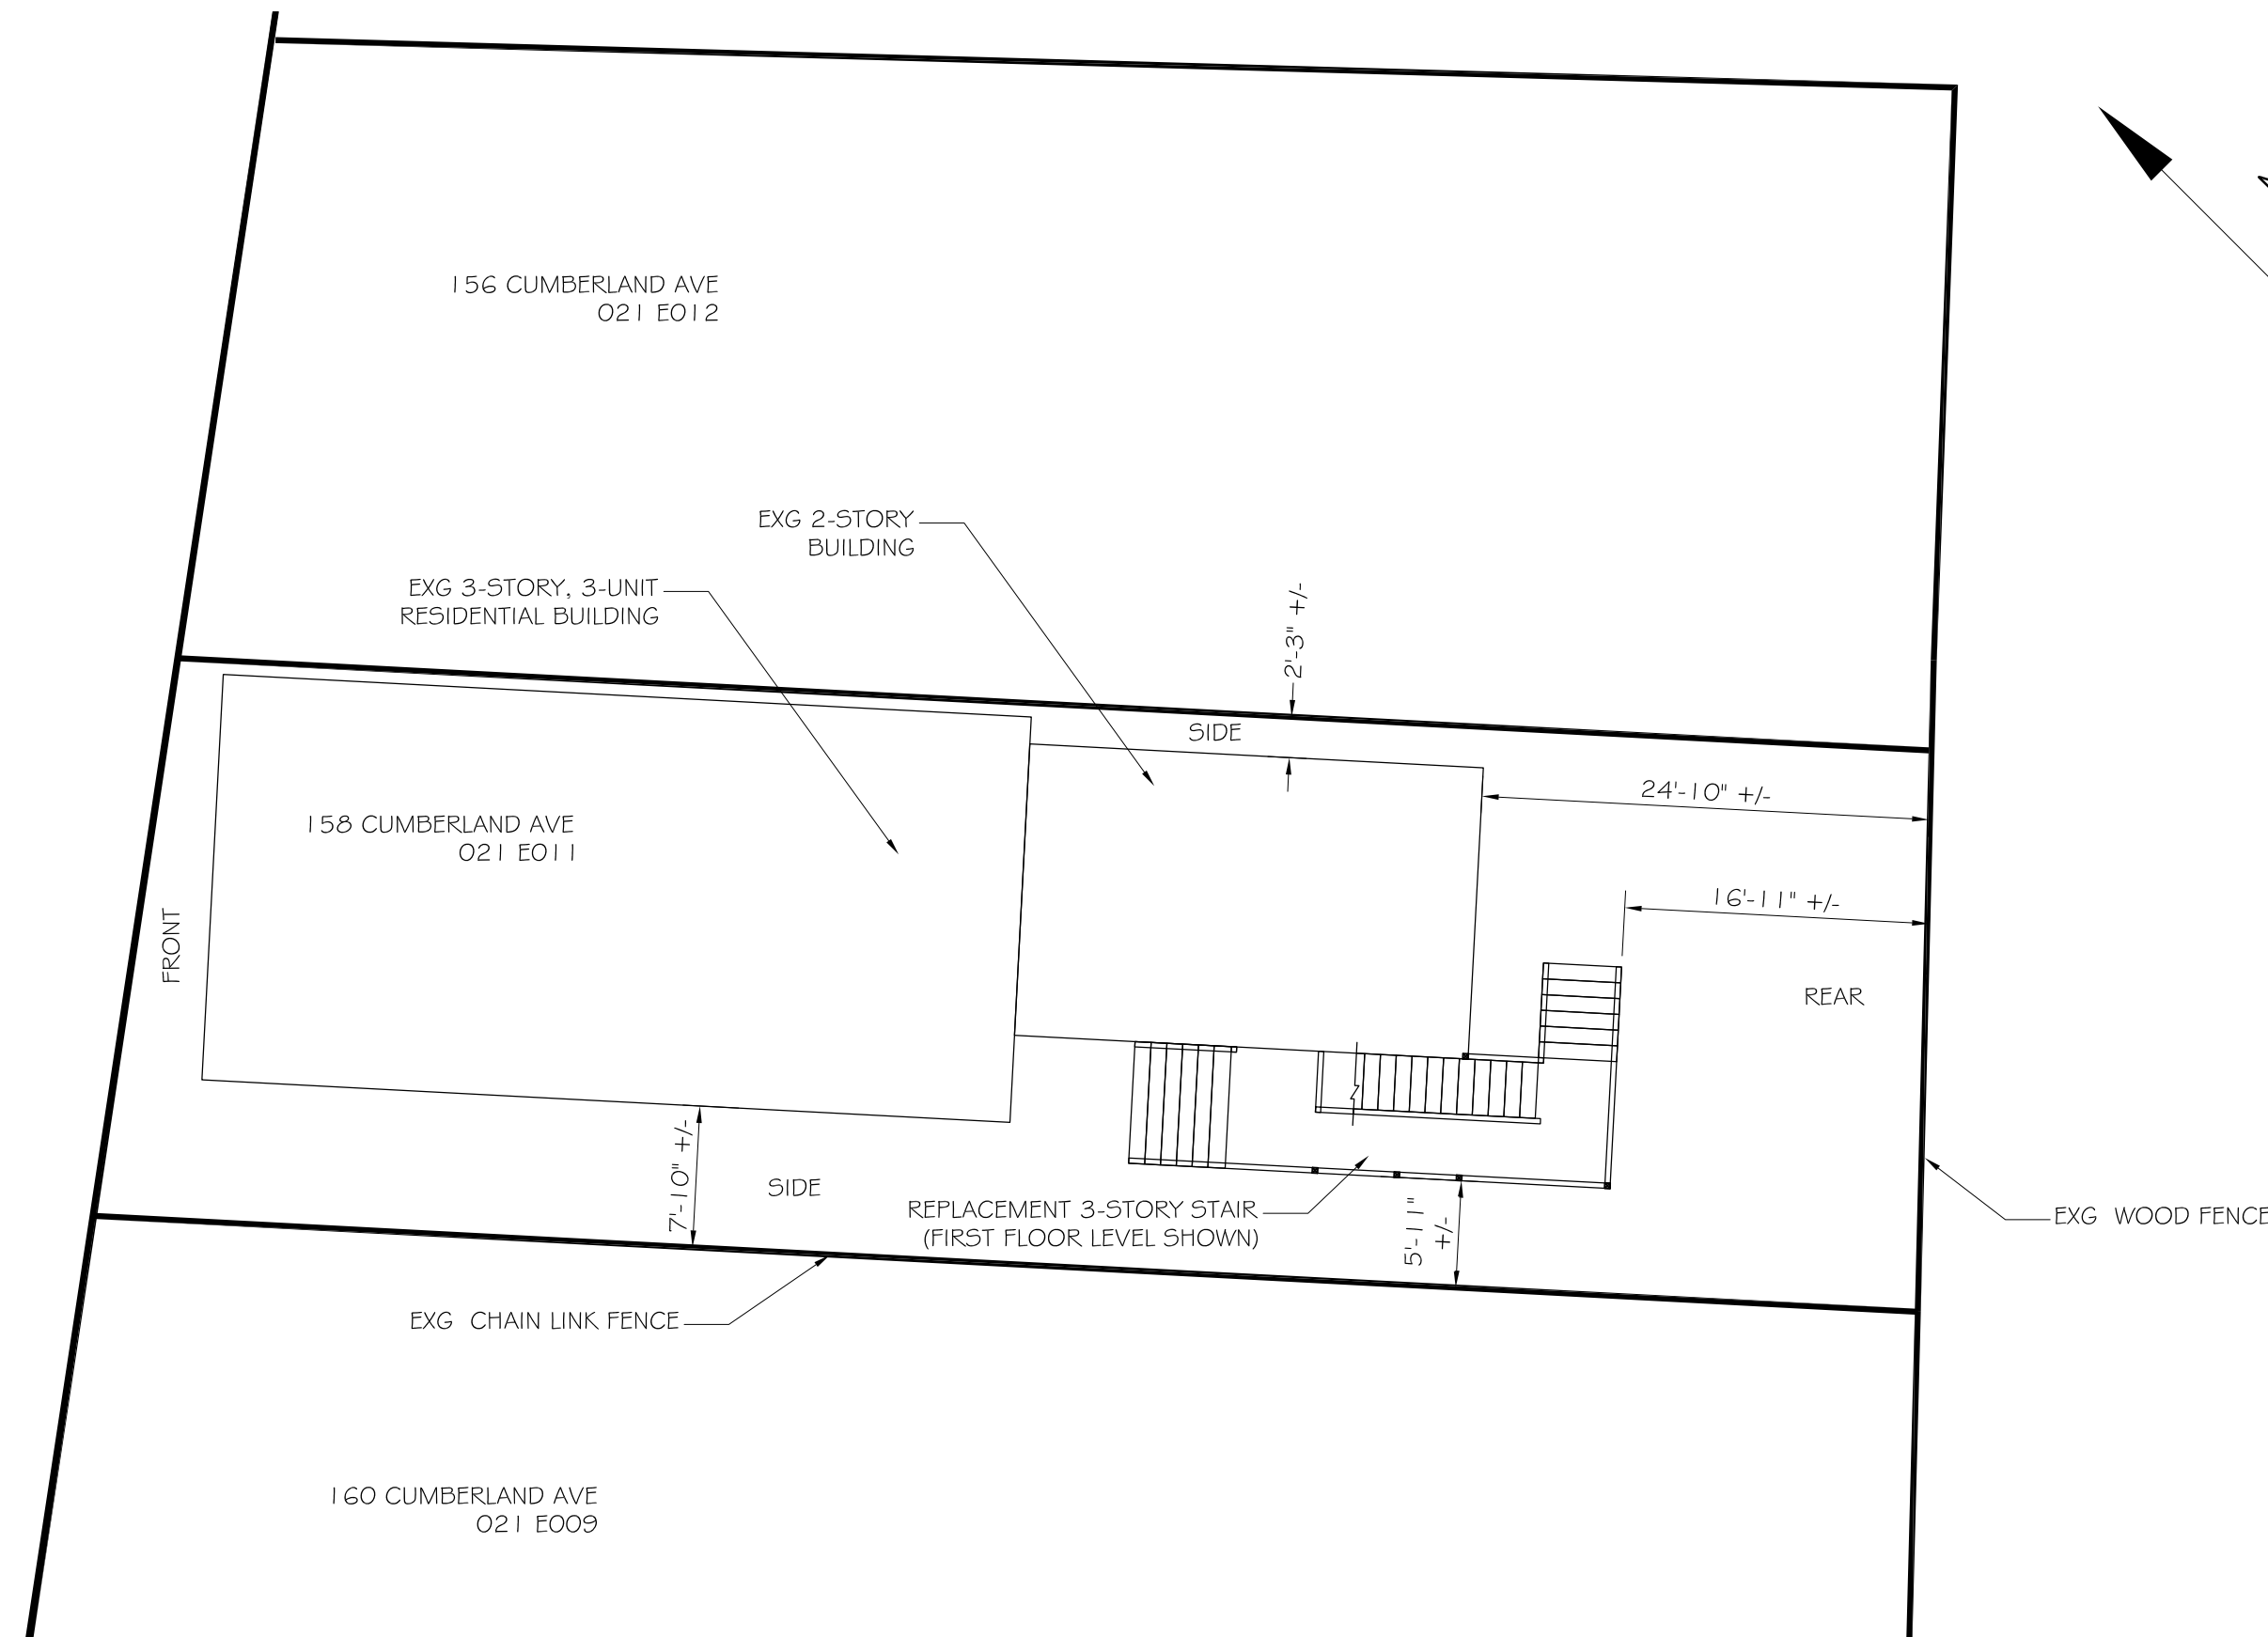 156 CUMBERLAND AVE
021 E012
EXG 2-STORY
BUILDING
EXG 3-STORY, 3-UNIT
RESIDENTIAL BUILDING
2'-3" +/-
SIDE
24'-10" +/-
158 CUMBERLAND AVE
021 E011
16'-11" +/-
FRONT
REAR
7'-10" +/-
SIDE
REPLACEMENT 3-STORY STAIR
(FIRST FLOOR LEVEL SHOWN)
5'-11"
+/-
EXG WOOD FENCE
EXG CHAIN LINK FENCE
160 CUMBERLAND AVE
021 E009